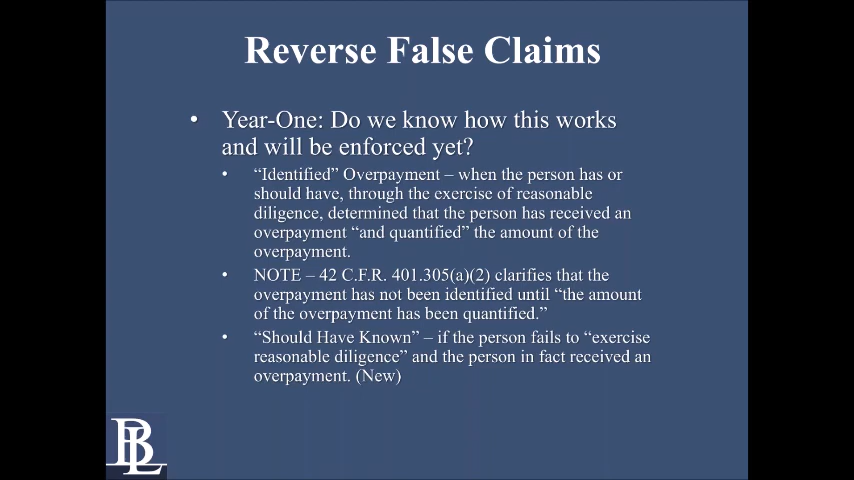 Reverse False Claims
• Year-One: Do we know how this works
and will be enforced yet?
• “Identified” Overpayment – when the person has or
should have, through the exercise of reasonable
diligence, determined that the person has received an
overpayment “and quantified” the amount of the
overpayment.
• NOTE – 42 C.F.R. 401.305(a)(2) clarifies that the
overpayment has not been identified until “the amount
of the overpayment has been quantified.”
• “Should Have Known” – if the person fails to “exercise
reasonable diligence” and the person in fact received an
overpayment. (New)
BL